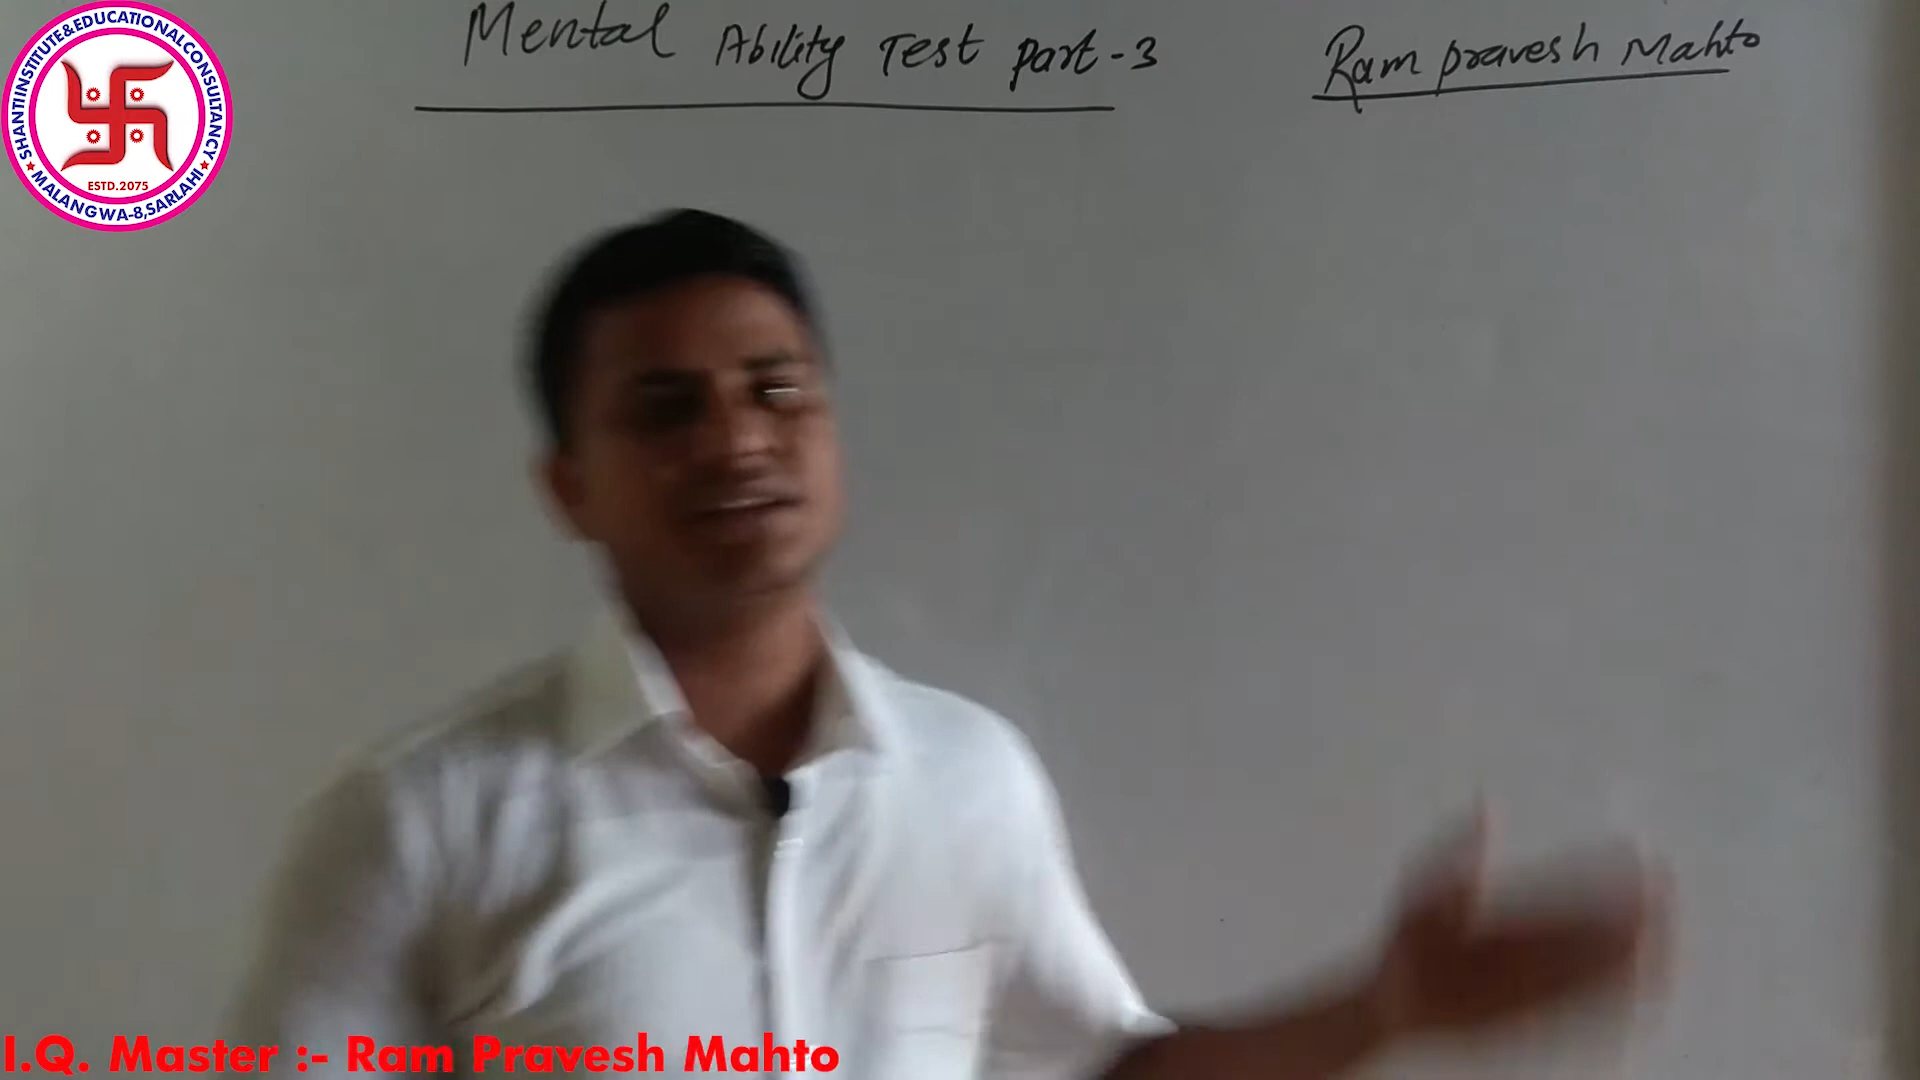 SHANTI INSTITUTE & EDUCATIONAL CONSULTANCY
MALANGWA-8, SARLAHI
ESTD.2075
Mental Ability Test Part-3
Ram Pravesh Mahto
I.Q. Master :- Ram Pravesh Mahto